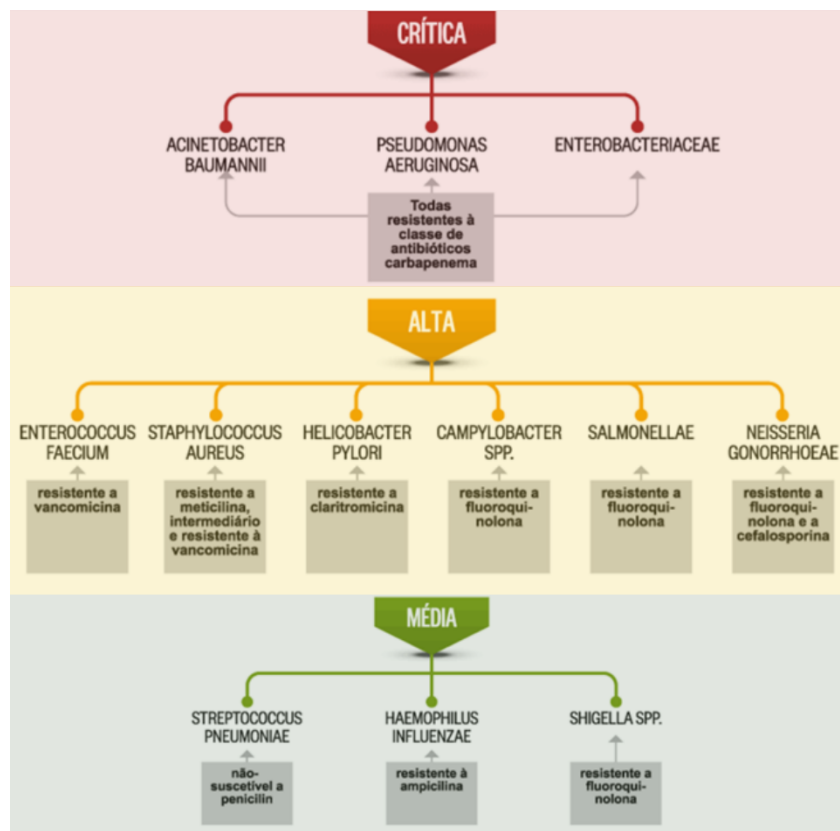 CRÍTICA
ACINETOBACTER
BAUMANNII
PSEUDOMONAS
AERUGINOSA
ENTEROBACTERIACEAE
Todas
resistentes à
classe de
antibióticos
carbapenema
ALTA
ENTEROCOCCUS
FAECIUM
STAPHYLOCOCCUS
AUREUS
HELICOBACTER
PYLORI
CAMPYLOBACTER
SPP.
SALMONELLAE
NEISSERIA
GONORRHOEAE
resistente a
vancomicina
resistente a
meticilina,
intermediário
e resistente à
vancomicina
resistente a
claritromicina
resistente a
fluoroqui-
nolona
resistente a
fluoroqui-
nolona
resistente a
fluoroqui-
nolona e a
cefalosporina
MÉDIA
STREPTOCOCCUS
PNEUMONIAE
HAEMOPHILUS
INFLUENZAE
SHIGELLA SPP.
não-
suscetível a
penicilin
resistente à
ampicilina
resistente a
fluoroqui-
nolona